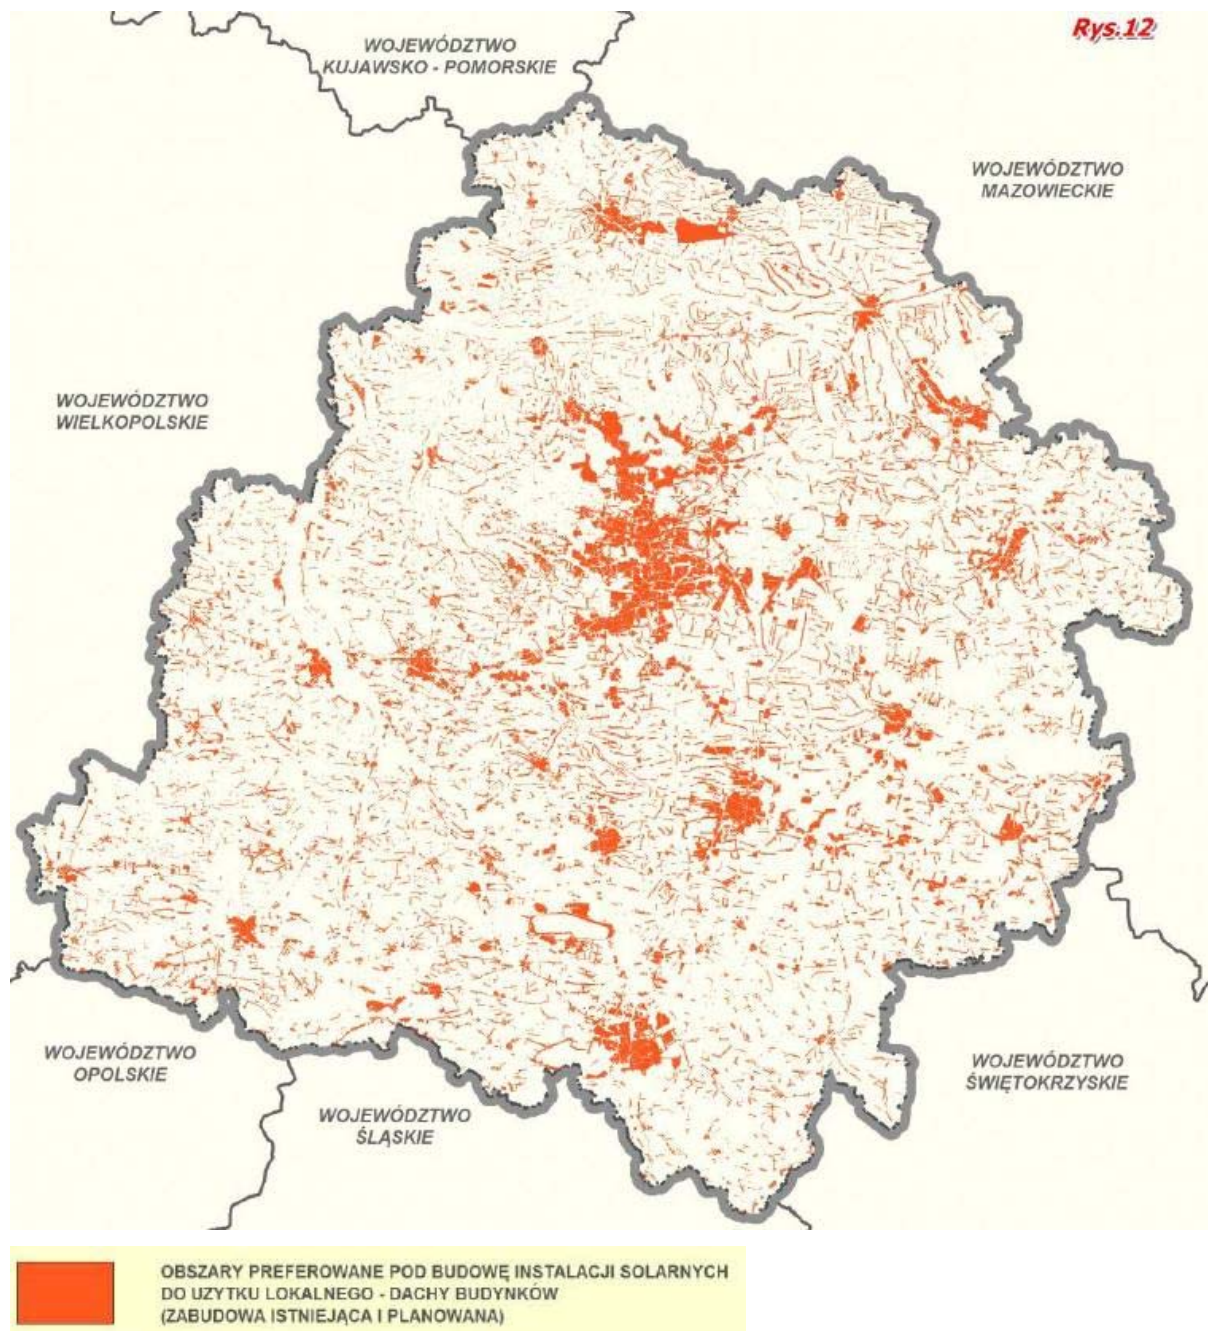 Rys.12
WOJEWÓDZTWO
KUJAWSKO - POMORSKIE
WOJEWÓDZTWO
MAZOWIECKIE
WOJEWÓDZTWO
WIELKOPOLSKIE
WOJEWÓDZTWO
OPOLSKIE
WOJEWÓDZTWO
ŚWIĘTOKRZYSKIE
WOJEWÓDZTWO
ŚLĄSKIE
OBSZARY PREFEROWANE POD BUDOWĘ INSTALACJI SOLARNYCH
DO UZYTKU LOKALNEGO - DACHY BUDYNKÓW
(ZABUDOWA ISTNIEJĄCA I PLANOWANA)